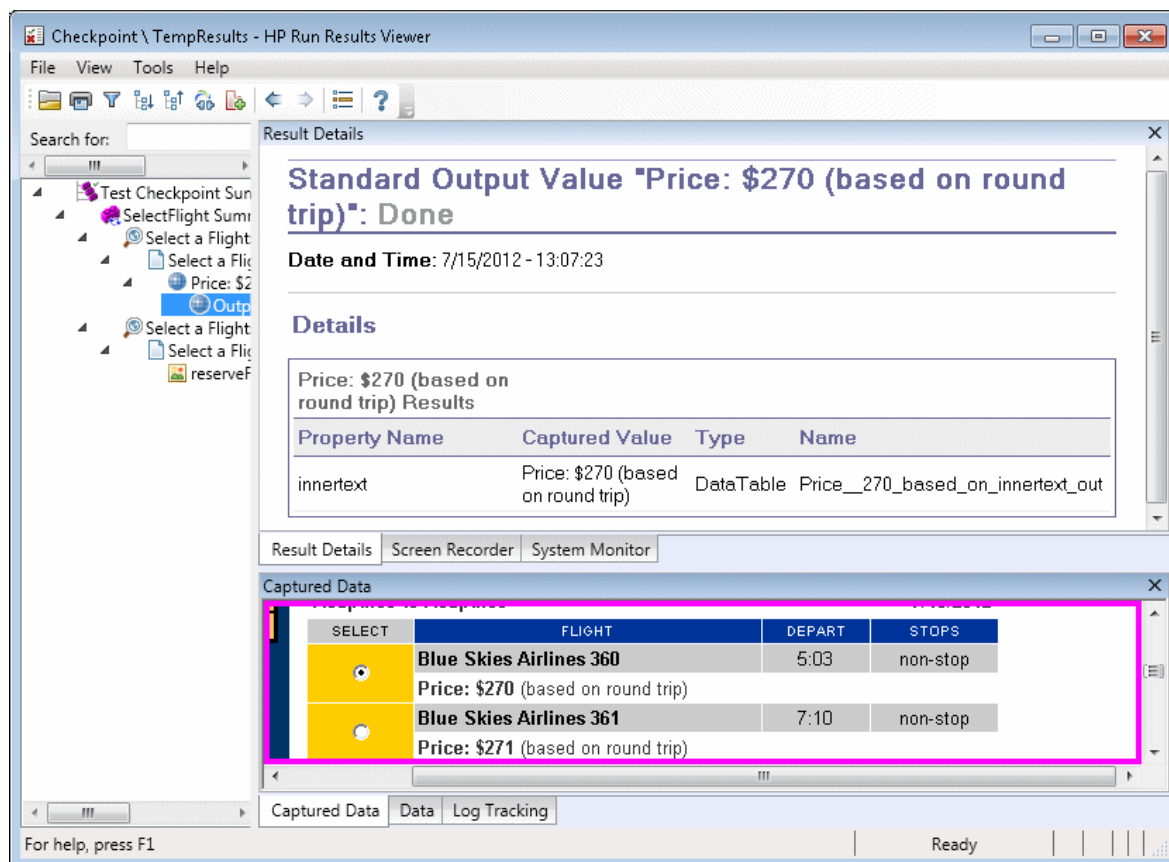 Checkpoint \ TempResults - HP Run Results Viewer
File View Tools Help
Search for:
Test Checkpoint Sun
SelectFlight Sumr
Select a Flight
Select a Flig
Price: $2
Outp
Select a Flight
Select a Flig
reserveF
Result Details
Standard Output Value "Price: $270 (based on round
trip)": Done
Date and Time: 7/15/2012 - 13:07:23
Details
Price: $270 (based on
round trip) Results
Property Name Captured Value Type Name
innertext Price: $270 (based on round trip) DataTable Price__270_based_on_innertext_out
Result Details Screen Recorder System Monitor
Captured Data
SELECT FLIGHT DEPART STOPS
Blue Skies Airlines 360 5:03 non-stop
Price: $270 (based on round trip)
Blue Skies Airlines 361 7:10 non-stop
Price: $271 (based on round trip)
Captured Data Data Log Tracking
For help, press F1 Ready